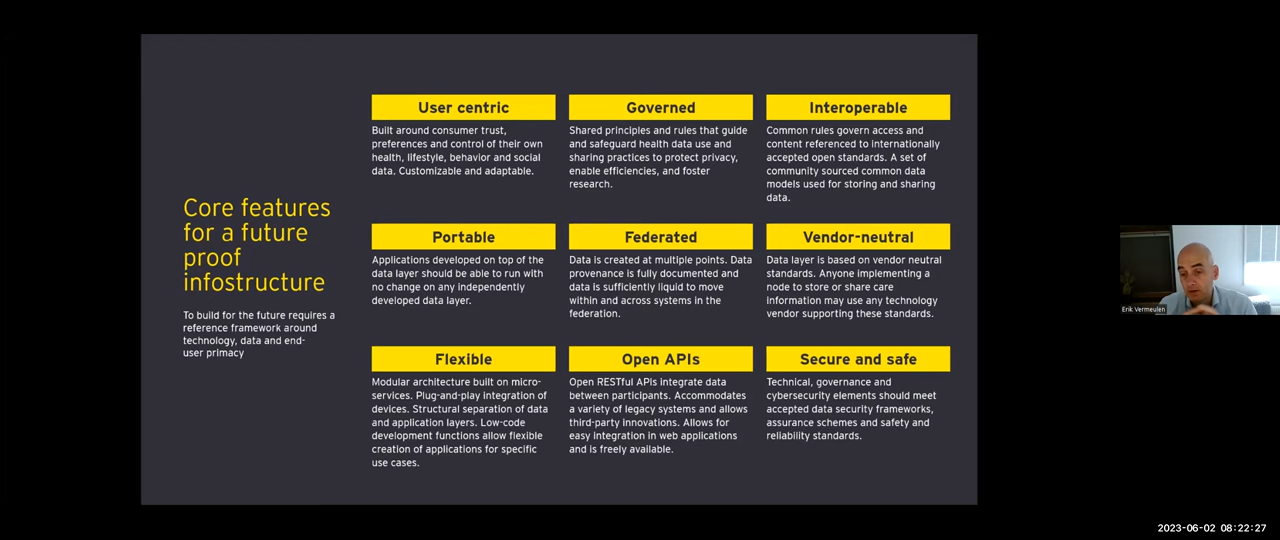 Core features
for a future
proof
infostructure
To build for the future requires a
reference framework around
technology, data and end-
user primacy
User centric
Built around consumer trust,
preferences and control of their own
health, lifestyle, behavior and social
data. Customizable and adaptable.
Governed
Shared principles and rules that guide
and safeguard health data use and
sharing practices to protect privacy,
enable efficiencies, and foster
research.
Interoperable
Common rules govern access and
content referenced to internationally
accepted open standards. A set of
community sourced common data
models used for storing and sharing
data.
Portable
Applications developed on top of the
data layer should be able to run with
no change on any independently
developed data layer.
Federated
Data is created at multiple points. Data
provenance is fully documented and
data is sufficiently liquid to move
within and across systems in the
federation.
Vendor-neutral
Data layer is based on vendor neutral
standards. Anyone implementing a
node to store or share care
information may use any technology
vendor supporting these standards.
Flexible
Modular architecture built on micro-
services. Plug-and-play integration of
devices. Structural separation of data
and application layers. Low-code
development functions allow flexible
creation of applications for specific
use cases.
Open APIs
Open RESTful APIs integrate data
between participants. Accommodates
a variety of legacy systems and allows
third-party innovations. Allows for
easy integration in web applications
and is freely available.
Secure and safe
Technical, governance and
cybersecurity elements should meet
accepted data security frameworks,
assurance schemes and safety and
reliability standards.
Erik Vermeulen
2023-06-02 08:22:27